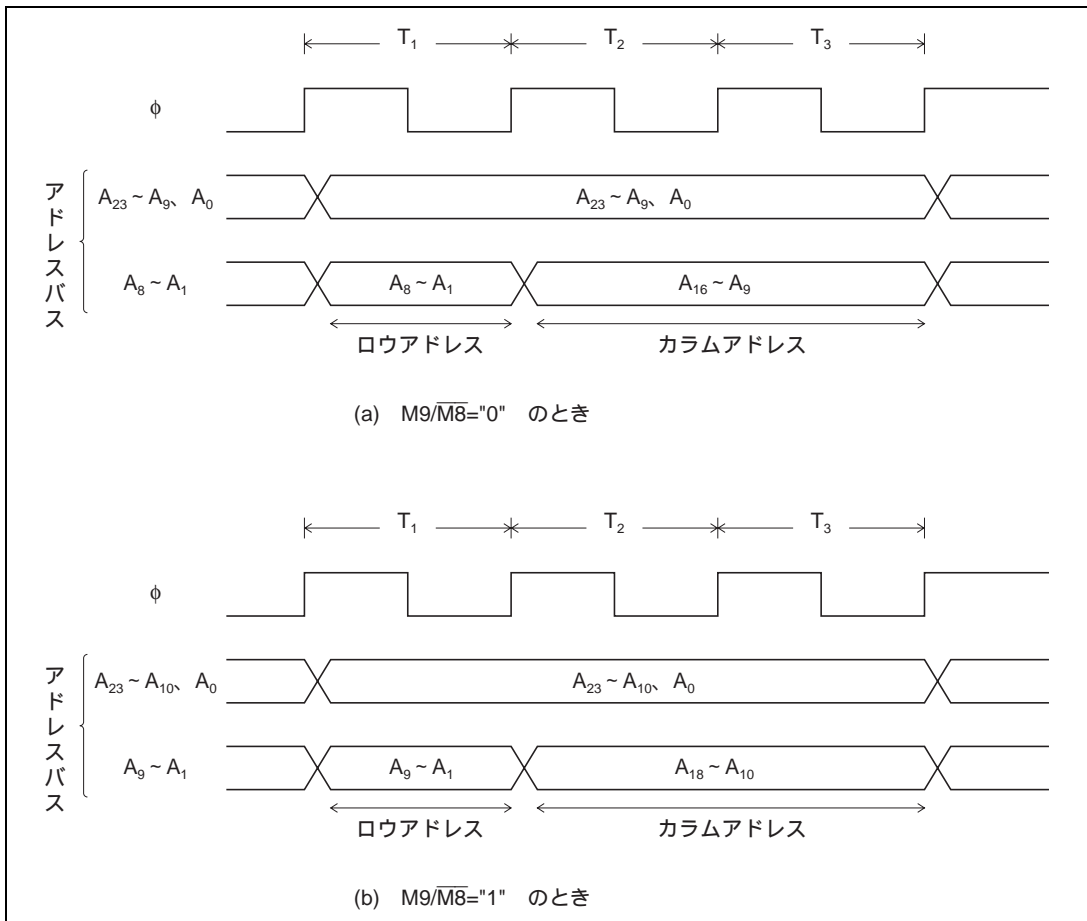 T1 T2 T3
φ
アドレスバス
A23 ~ A9、 A0 A23 ~ A9、 A0
A8 ~ A1 A8 ~ A1 A16 ~ A9
ロウアドレス カラムアドレス
(a) M9/M̅8̅="0" のとき
T1 T2 T3
φ
アドレスバス
A23 ~ A10、 A0 A23 ~ A10、 A0
A9 ~ A1 A9 ~ A1 A18 ~ A10
ロウアドレス カラムアドレス
(b) M9/M̅8̅="1" のとき